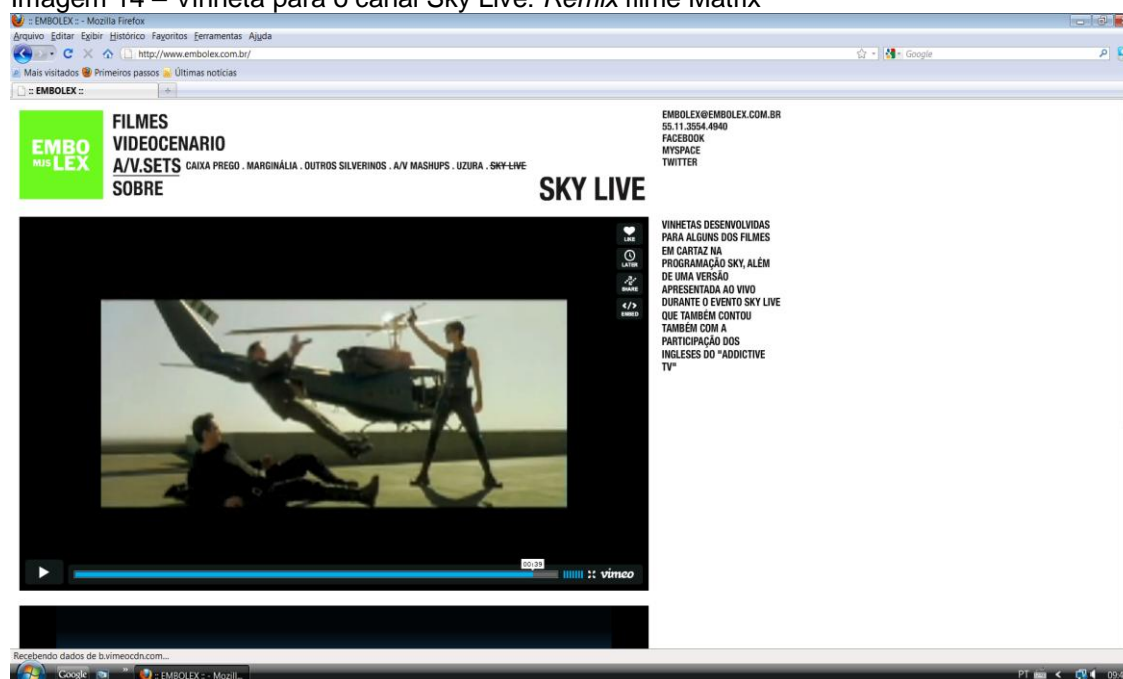 Imagem 14 – Vinheta para o canal Sky Live. Remix filme Matrix
:: EMBOLEX :: - Mozilla Firefox
Arquivo Editar Exibir Histórico Favoritos Ferramentas Ajuda
http://www.embolex.com.br/
Google
Mais visitados Primeiros passos Últimas notícias
:: EMBOLEX ::
EMBO
MJS LEX
FILMES
VIDEOCENARIO
A/V.SETS CAIXA PREGO . MARGINÁLIA . OUTROS SILVERINOS . A/V MASHUPS . UZURA . SKY LIVE
SOBRE
SKY LIVE
EMBOLEX@EMBOLEX.COM.BR
55.11.3554.4940
FACEBOOK
MYSPACE
TWITTER
LIKE
LATER
SHARE
EMBED
00:39
vimeo
VINHETAS DESENVOLVIDAS
PARA ALGUNS DOS FILMES
EM CARTAZ NA
PROGRAMAÇÃO SKY, ALÉM
DE UMA VERSÃO
APRESENTADA AO VIVO
DURANTE O EVENTO SKY LIVE
QUE TAMBÉM CONTOU
TAMBÉM COM A
PARTICIPAÇÃO DOS
INGLESES DO "ADDICTIVE
TV"
Recebendo dados de b.vimeocdn.com...
Google
:: EMBOLEX :: - Mozill...
PT